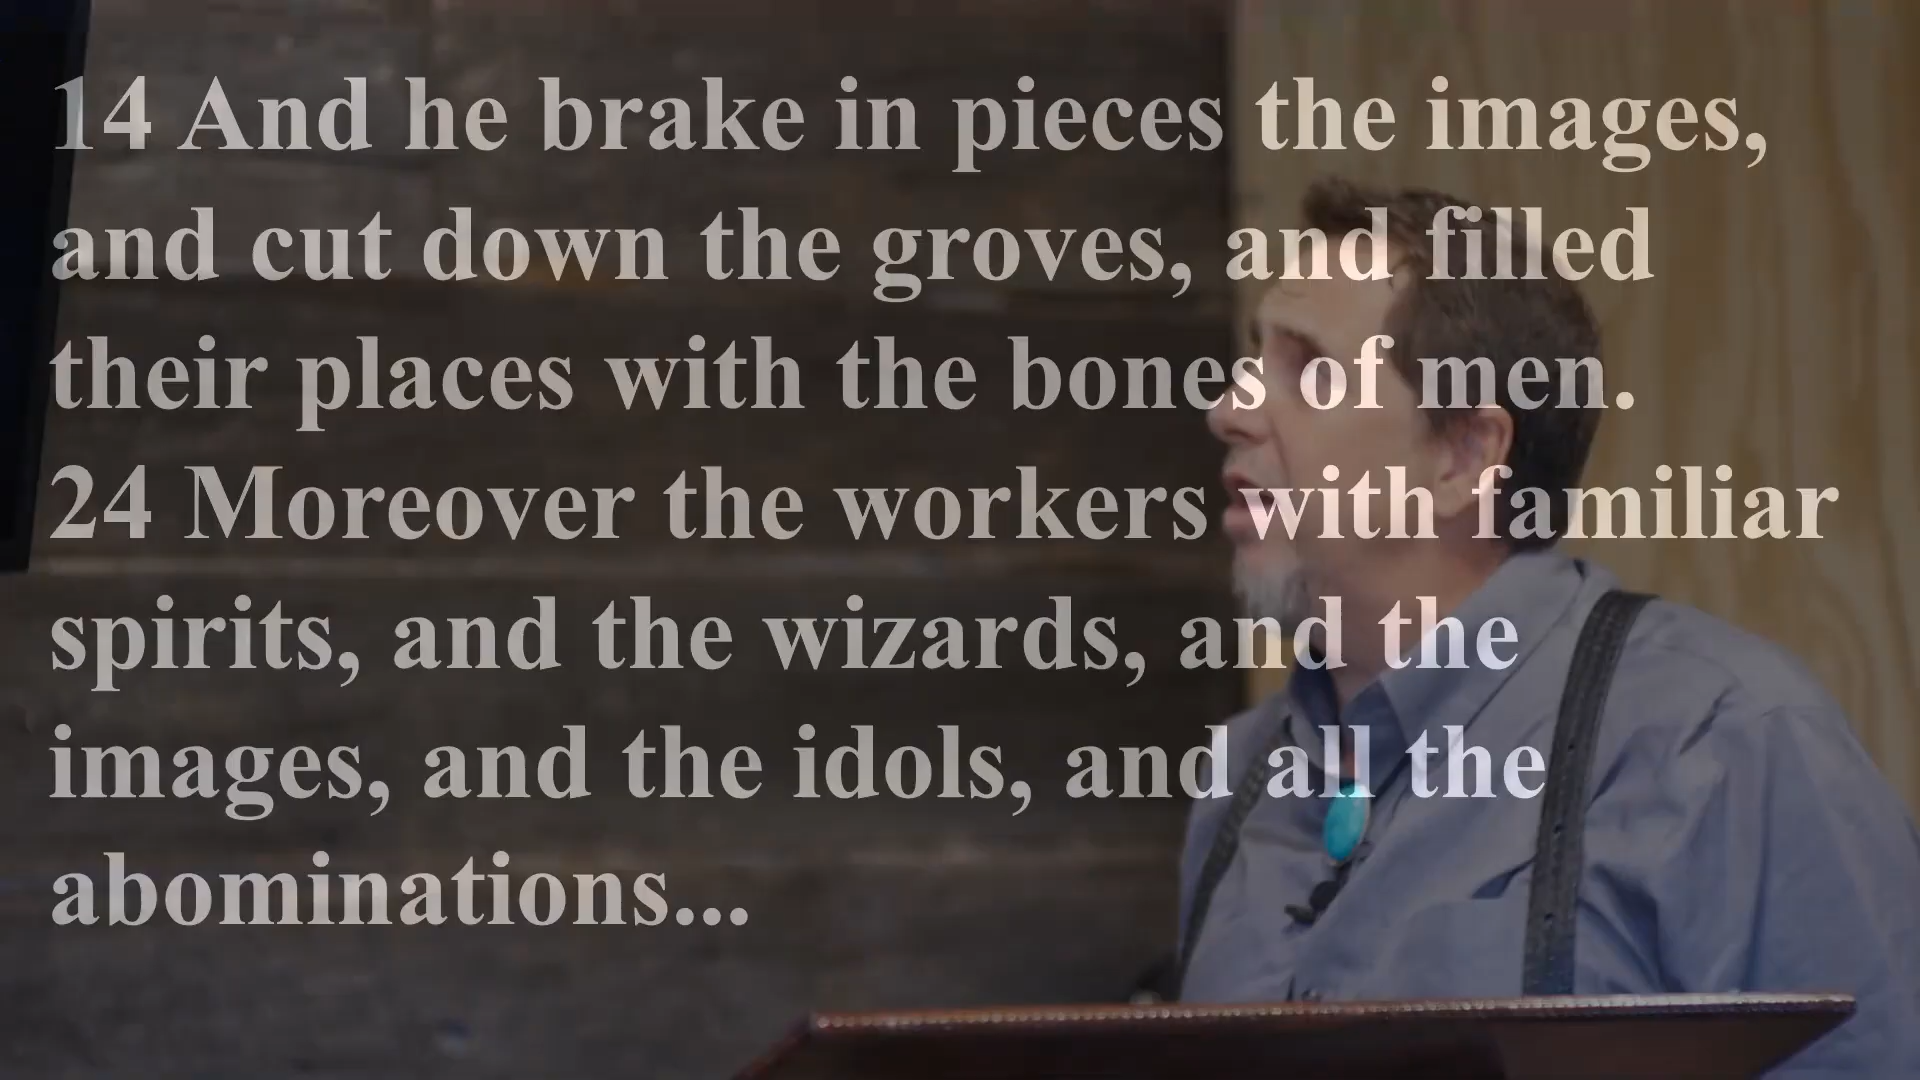 14 And he brake in pieces the images,
and cut down the groves, and filled
their places with the bones of men.
24 Moreover the workers with familiar
spirits, and the wizards, and the
images, and the idols, and all the
abominations...